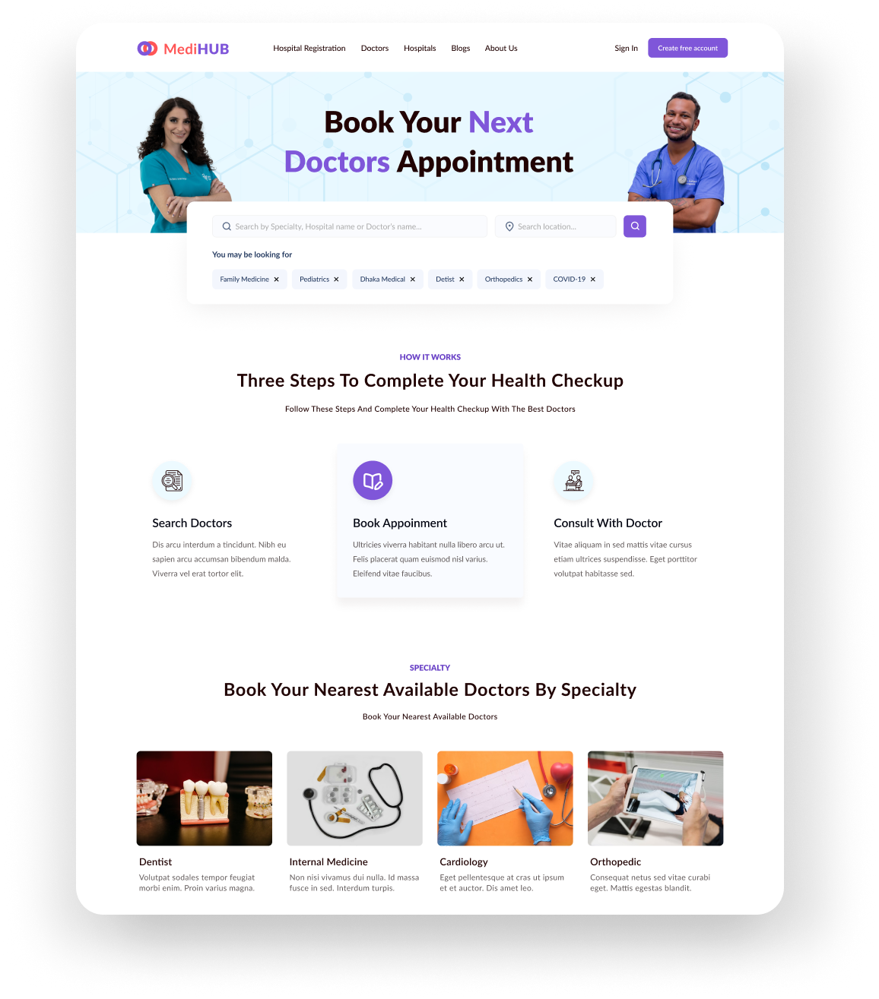 MediHUB
Hospital Registration Doctors Hospitals Blogs About Us Sign In Create free account
Book Your Next
Doctors Appointment
Search by Specialty, Hospital name or Doctor's name... Search location...
You may be looking for
Family Medicine Pediatrics Dhaka Medical Detist Orthopedics COVID-19
HOW IT WORKS
Three Steps To Complete Your Health Checkup
Follow These Steps And Complete Your Health Checkup With The Best Doctors
Search Doctors
Dis arcu interdum a tincidunt. Nibh eu
sapien arcu accumsan bibendum malda.
Viverra vel erat tortor elit.
Book Appoinment
Ultricies viverra habitant nulla libero arcu ut.
Felis placerat quam euismod nisl varius.
Eleifend vitae faucibus.
Consult With Doctor
Vitae aliquam in sed mattis vitae cursus
etiam ultrices suspendisse. Eget porttitor
volutpat habitasse sed.
SPECIALTY
Book Your Nearest Available Doctors By Specialty
Book Your Nearest Available Doctors
Dentist
Volutpat sodales tempor feugiat
morbi enim. Proin varius magna.
Internal Medicine
Non nisi vivamus dui nulla. Id massa
fusce in sed. Interdum turpis.
Cardiology
Eget pellentesque at cras ut ipsum
et et auctor. Dis amet leo.
Orthopedic
Consequat netus sed vitae curabi
eget. Mattis egestas blandit.